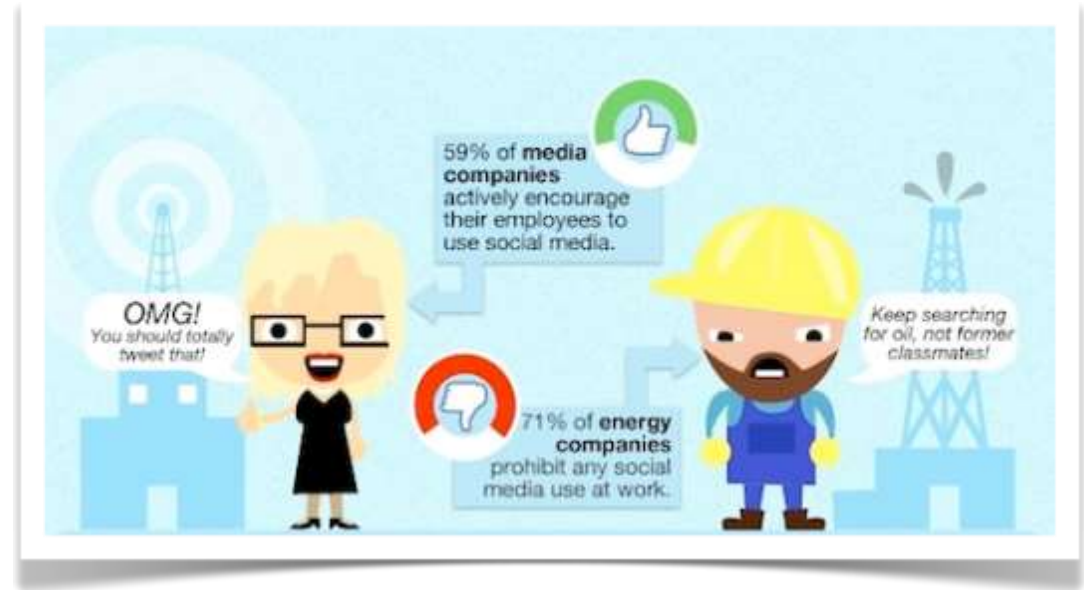 59% of media
companies
actively encourage
their employees to
use social media.
OMG!
You should totally
tweet that!
Keep searching
for oil, not former
classmates!
71% of energy
companies
prohibit any social
media use at work.